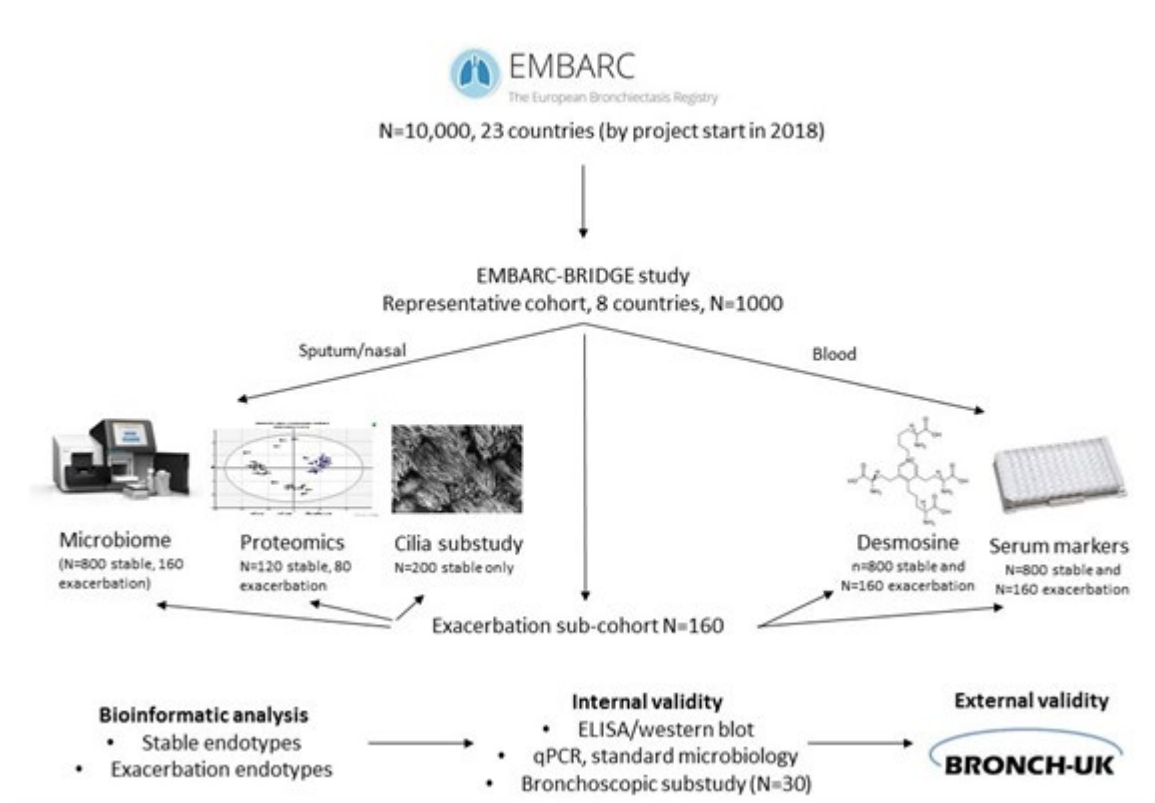 EMBARC
The European Bronchiectasis Registry
N=10,000, 23 countries (by project start in 2018)
EMBARC-BRIDGE study
Representative cohort, 8 countries, N=1000
Sputum/nasal
Blood
Microbiome
(N=800 stable, 160
exacerbation)
Proteomics
N=120 stable, 80
exacerbation
Cilia substudy
N=200 stable only
Desmosine
n=800 stable and
N=160 exacerbation
Serum markers
N=800 stable and
N=160 exacerbation
Exacerbation sub-cohort N=160
Bioinformatic analysis
• Stable endotypes
• Exacerbation endotypes
Internal validity
• ELISA/western blot
• qPCR, standard microbiology
• Bronchoscopic substudy (N=30)
External validity
BRONCH-UK